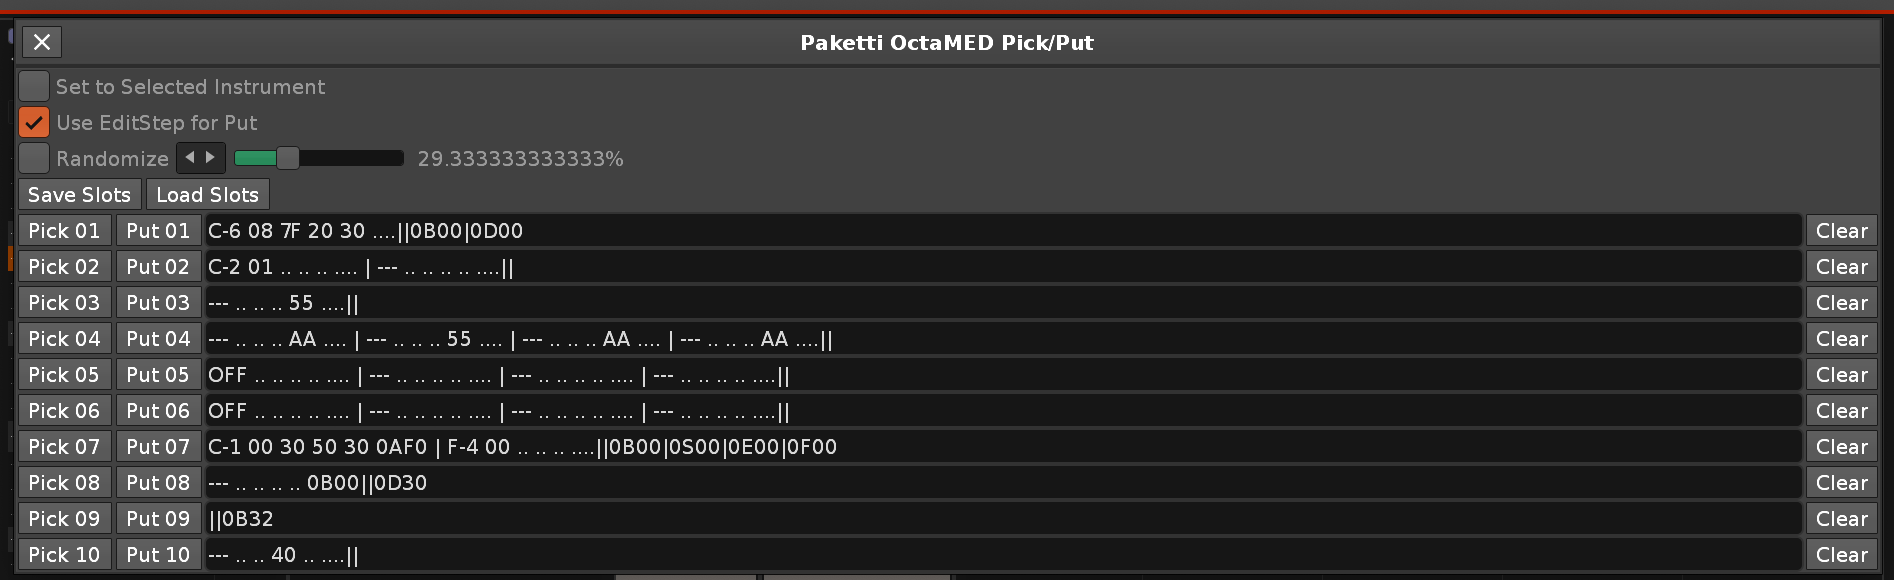 Paketti OctaMED Pick/Put
Set to Selected Instrument
Use EditStep for Put
Randomize 29.333333333333%
Save Slots Load Slots
Pick 01 Put 01 C-6 08 7F 20 30 ....||0B00|0D00 Clear
Pick 02 Put 02 C-2 01 .. .. .. .... | --- .. .. .. .. ....|| Clear
Pick 03 Put 03 --- .. .. .. 55 ....|| Clear
Pick 04 Put 04 --- .. .. .. AA .... | --- .. .. .. 55 .... | --- .. .. .. AA .... | --- .. .. .. AA ....|| Clear
Pick 05 Put 05 OFF .. .. .. .. .... | --- .. .. .. .. .... | --- .. .. .. .. .... | --- .. .. .. .. ....|| Clear
Pick 06 Put 06 OFF .. .. .. .. .... | --- .. .. .. .. .... | --- .. .. .. .. .... | --- .. .. .. .. ....|| Clear
Pick 07 Put 07 C-1 00 30 50 30 0AF0 | F-4 00 .. .. .. ....||0B00|0S00|0E00|0F00 Clear
Pick 08 Put 08 --- .. .. .. .. 0B00||0D30 Clear
Pick 09 Put 09 ||0B32 Clear
Pick 10 Put 10 --- .. .. 40 .. ....|| Clear